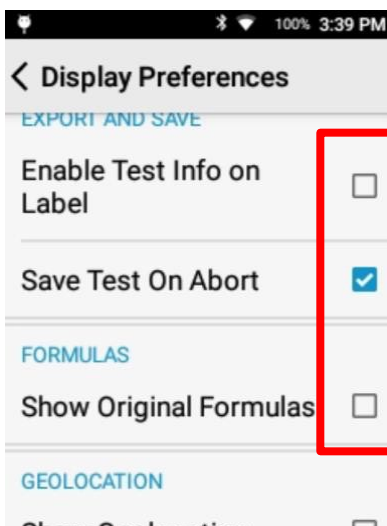 100% 3:39 PM
Display Preferences
EXPORT AND SAVE
Enable Test Info on
Label
Save Test On Abort
FORMULAS
Show Original Formulas
GEOLOCATION
Show